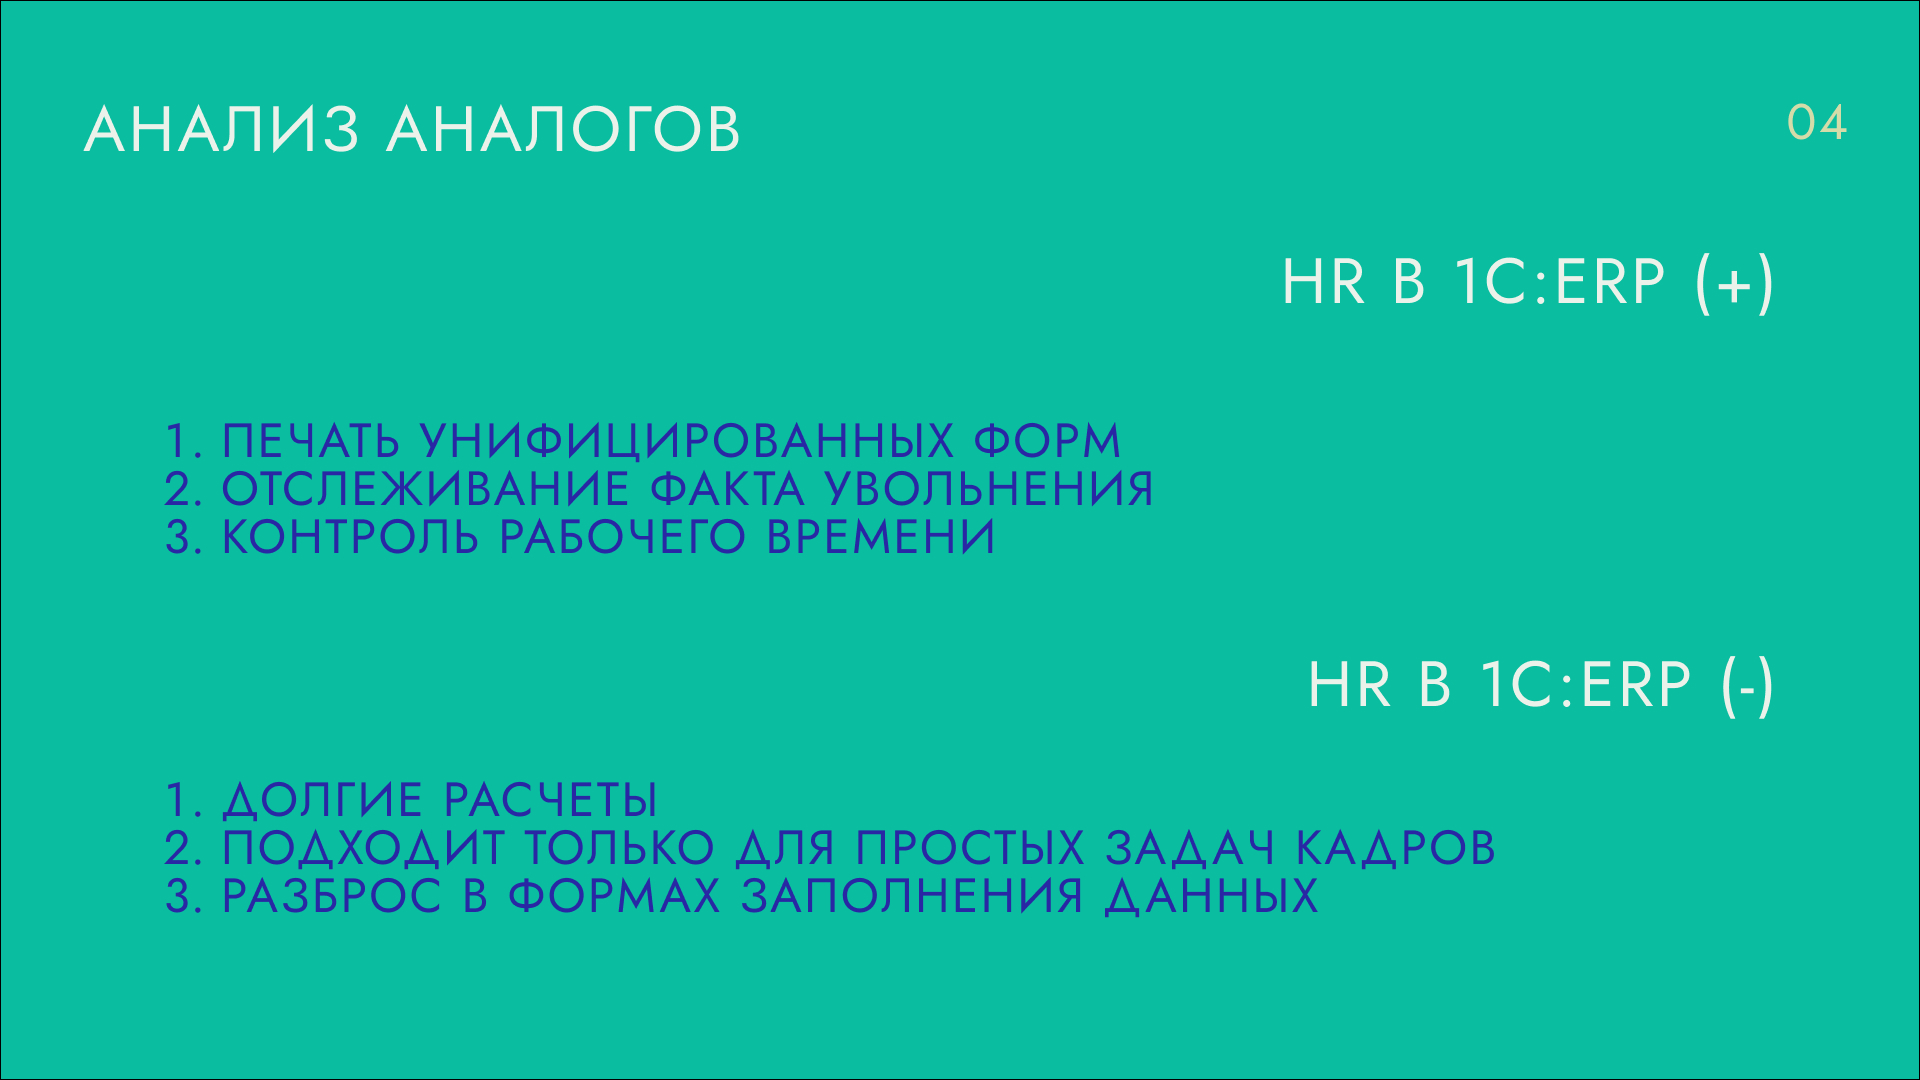 АНАЛИЗ АНАЛОГОВ
04
HR В 1С:ERP (+)
1. ПЕЧАТЬ УНИФИЦИРОВАННЫХ ФОРМ
2. ОТСЛЕЖИВАНИЕ ФАКТА УВОЛЬНЕНИЯ
3. КОНТРОЛЬ РАБОЧЕГО ВРЕМЕНИ
HR В 1С:ERP (-)
1. ДОЛГИЕ РАСЧЕТЫ
2. ПОДХОДИТ ТОЛЬКО ДЛЯ ПРОСТЫХ ЗАДАЧ КАДРОВ
3. РАЗБРОС В ФОРМАХ ЗАПОЛНЕНИЯ ДАННЫХ